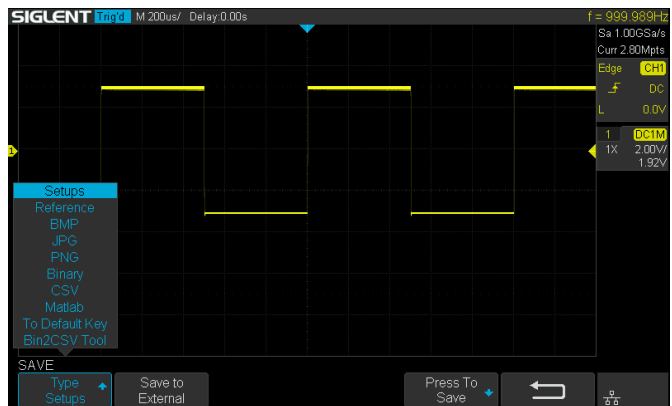 SIGLENT Trig'd M 200us/ Delay:0.00s f = 999.989Hz
Sa 1.00GSa/s
Curr 2.80Mpts
Edge CH1
DC
L 0.0V
1 DC1M
1X 2.00V/
1.92V
1
Setups
Reference
BMP
JPG
PNG
Binary
CSV
Matlab
To Default Key
Bin2CSV Tool
SAVE
Type Save to Press To
Setups External Save